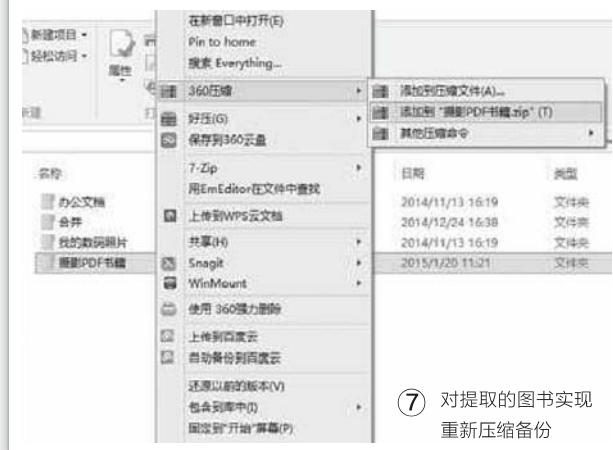 新建项目
轻松访问
属性
在新窗口中打开(E)
Pin to home
搜索 Everything...
360压缩
好压(G)
保存到360云盘
7-Zip
用EmEditor在文件中查找
上传到WPS云文档
共享(H)
Snagit
WinMount
使用 360强力删除
上传到百度云
自动备份到百度云
还原以前的版本(V)
包含到库中(I)
固定到"开始"屏幕(P)
添加到压缩文件(A)...
添加到 "摄影PDF书籍.zip" (T)
其他压缩命令
名称 日期 类型
办公文档 2014/11/13 16:19 文件夹
合并 2014/12/24 16:38 文件夹
我的数码照片 2014/11/13 16:19 文件夹
摄影PDF书籍 2015/1/20 11:21 文件夹
⑦ 对提取的图书实现
重新压缩备份